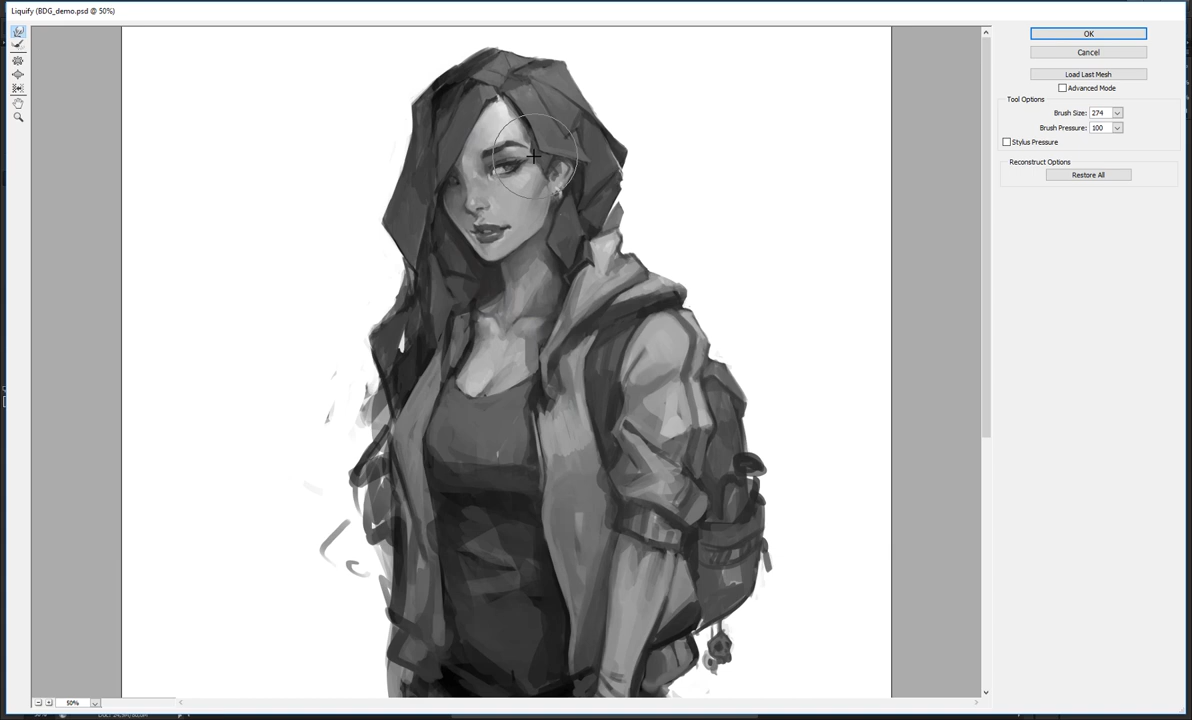 Liquify (BDG_demo.psd @ 50%)
OK
Cancel
Load Last Mesh
Advanced Mode
Tool Options
Brush Size: 274
Brush Pressure: 100
Stylus Pressure
Reconstruct Options
Restore All
50%